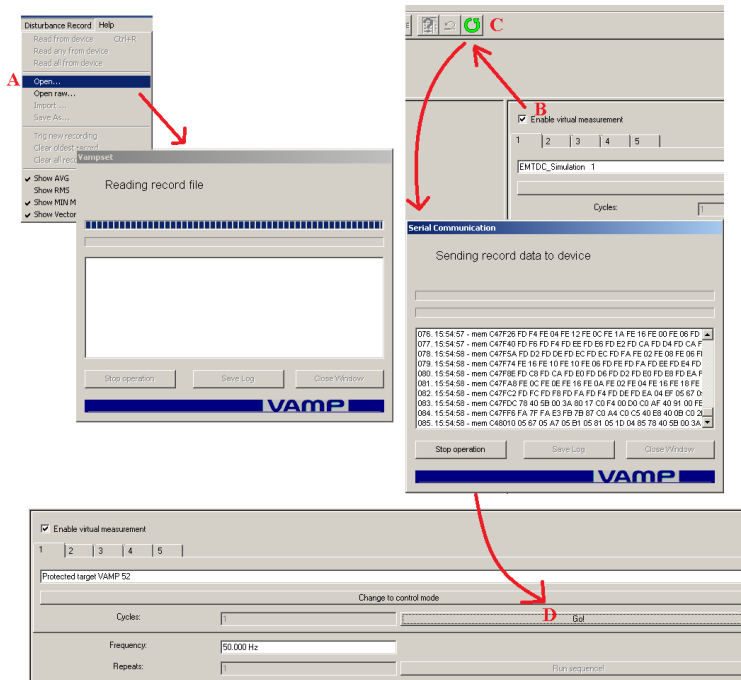 Disturbance Record Help
Read from device Ctrl+R
Read any from device
Read all from device
A
Open...
Open raw...
Import ...
Save As...
Trig new recording
Clear oldest record
Clear all reco
Show AVG
Show RMS
Show MIN M
Show Vector
Vampset
Reading record file
Stop operation Save Log Close Window
VAMP
C
B
Enable virtual measurement
1 2 3 4 5
EMTDC_Simulation 1
Cycles: 1
Serial Communication
Sending record data to device
076. 15:54:57 - mem C47F26 FD F4 FE 04 FE 12 FE 0C FE 1A FE 16 FE 00 FE 06 FD
077. 15:54:57 - mem C47F40 FD F6 FD F4 FD EE FD E6 FD E2 FD CA FD D4 FD CA F
078. 15:54:58 - mem C47F5A FD D2 FD DE FD EC FD EC FD FA FE 02 FE 08 FE 06 F
079. 15:54:58 - mem C47F74 FE 16 FE 10 FE 10 FE 06 FD FE FD FA FD EE FD E4 FD
080. 15:54:58 - mem C47F8E FD C8 FD CA FD E0 FD D6 FD D2 FD E0 FD E8 FD EA F
081. 15:54:58 - mem C47FA8 FE 0C FE 0E FE 16 FE 0A FE 02 FE 04 FE 16 FE 18 FE
082. 15:54:58 - mem C47FC2 FD FC FD F8 FD FA FD F4 FD DE FD EA 04 EF 05 67 0
083. 15:54:58 - mem C47FDC 78 40 5B 00 3A 80 17 C0 F4 00 D0 C0 AF 40 91 00 FE
084. 15:54:58 - mem C47FF6 FA 7F FA E3 FB 7B 87 C0 A4 C0 C5 40 E8 40 0B C0 2
085. 15:54:58 - mem C48010 05 67 05 A7 05 B1 05 81 05 1D 04 85 78 40 5B 00 3A
Stop operation Save Log Close Window
VAMP
Enable virtual measurement
1 2 3 4 5
Protected target VAMP 52
Change to control mode
Cycles: 1 D Go!
Frequency: 50.000 Hz
Repeats: 1 Run sequence!